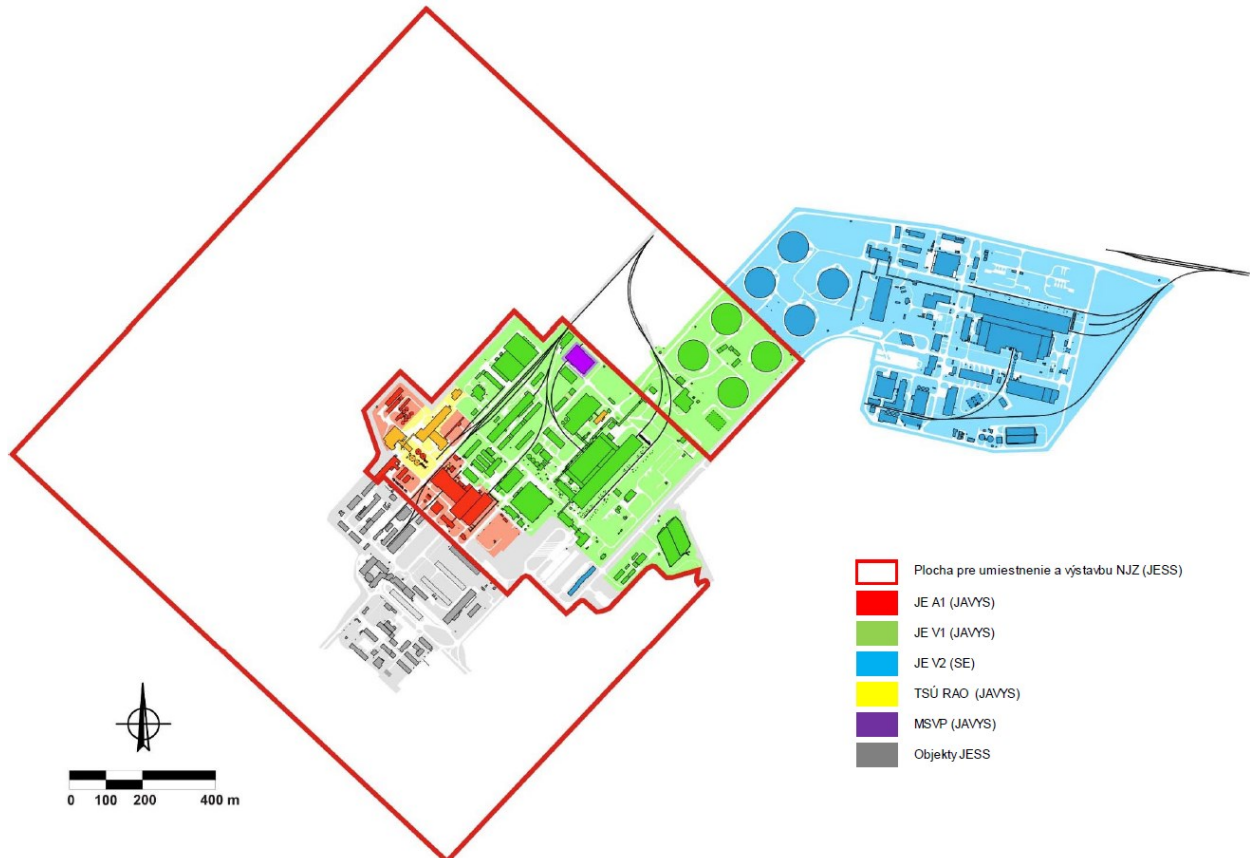 Plocha pre umiestnenie a výstavbu NJZ (JESS)
JE A1 (JAVYS)
JE V1 (JAVYS)
JE V2 (SE)
TSÚ RAO (JAVYS)
MSVP (JAVYS)
Objekty JESS
0 100 200 400 m